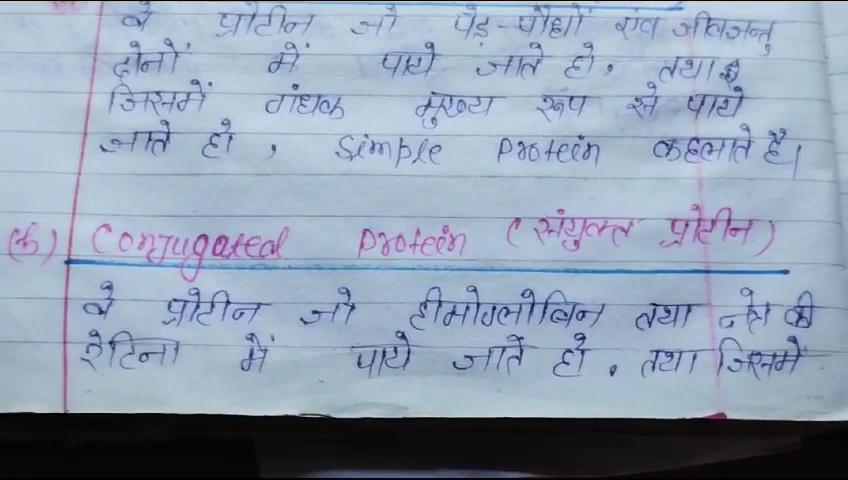 वे प्रोटीन जो पेड़-पौधों एवं जीवजन्तु
दोनों में पाये जाते हो, तथा
जिसमें गंधक मुख्य रूप से पाये
जाते हो, Simple Protein कहलाते है।
(ख) Conjugated Protein (संयुक्त प्रोटीन)
वे प्रोटीन जो हीमोग्लोबिन तथा नेत्र की
रेटिना में पाये जाते हो, तथा जिसमें